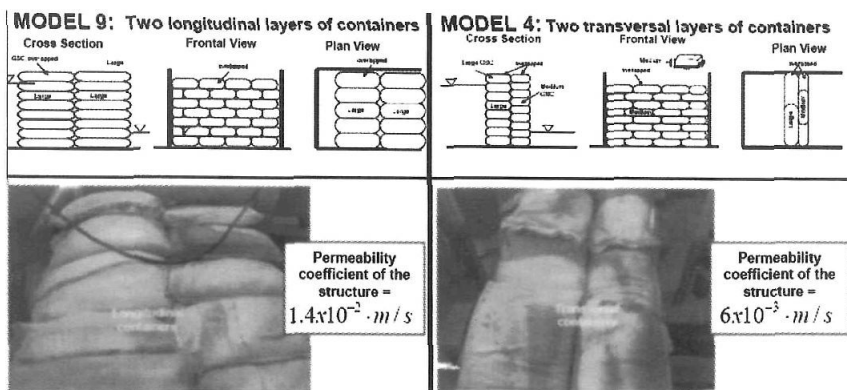 MODEL 9: Two longitudinal layers of containers
Cross Section
Frontal View
Plan View
GSC overlapped
Large
overlapped
overlapped
Large
Large
Large
Large
Permeability
coefficient of the
structure =
1.4x10⁻² · m/s
MODEL 4: Two transversal layers of containers
Cross Section
Frontal View
Plan View
Large GSC
overlapped
Medium
overlapped
overlapped
Large
Medium
GSC
Medium
Large
Medium
Permeability
coefficient of the
structure =
6x10⁻³ · m/s